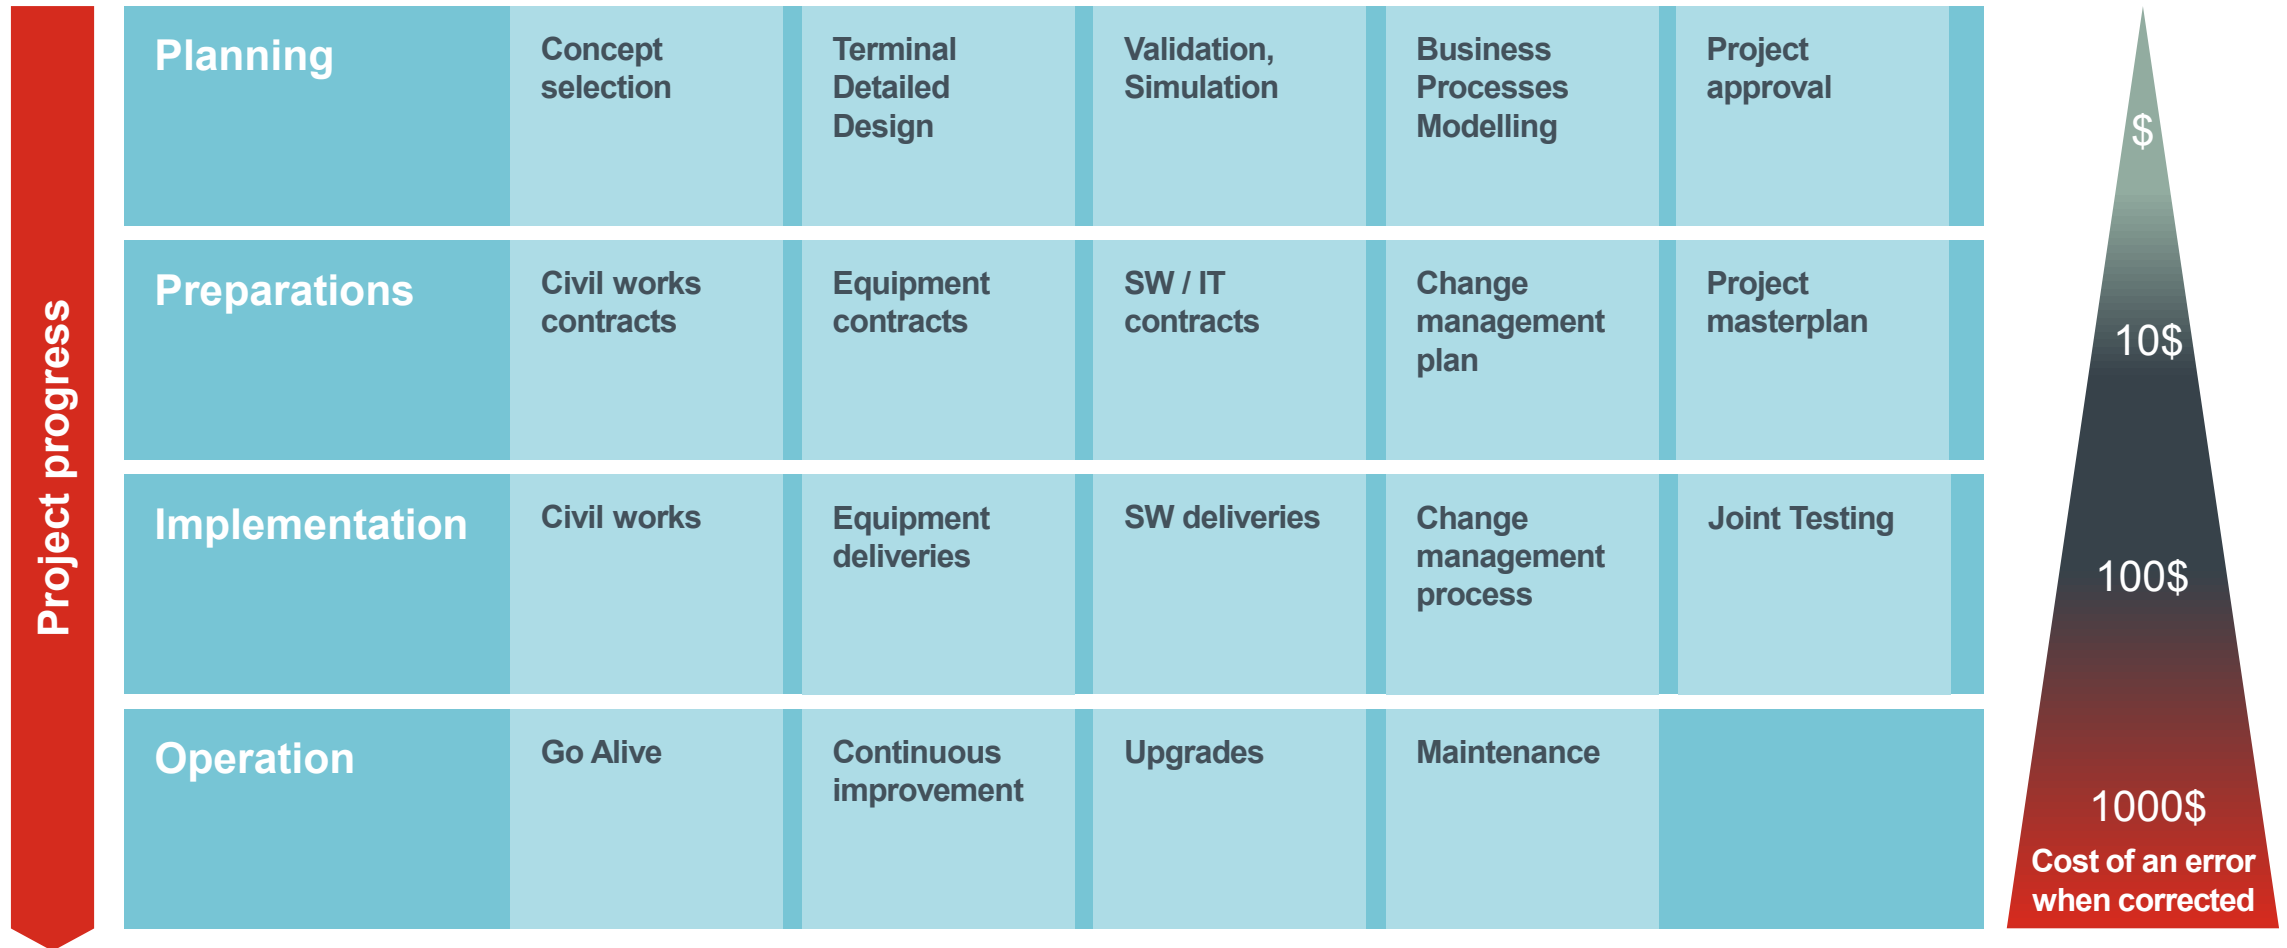 Project progress
Planning
Concept
selection
Terminal
Detailed
Design
Validation,
Simulation
Business
Processes
Modelling
Project
approval
$
Preparations
Civil works
contracts
Equipment
contracts
SW / IT
contracts
Change
management
plan
Project
masterplan
10$
Implementation
Civil works
Equipment
deliveries
SW deliveries
Change
management
process
Joint Testing
100$
Operation
Go Alive
Continuous
improvement
Upgrades
Maintenance
1000$
Cost of an error
when corrected